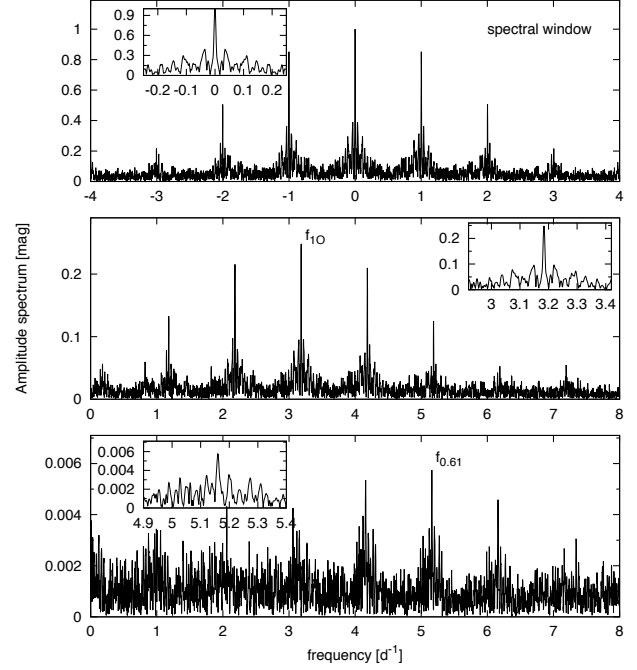 spectral window
1
0.8
0.6
0.4
0.2
0
-4 -3 -2 -1 0 1 2 3 4
0.9
0.6
0.3
0
-0.2 -0.1 0 0.1 0.2
Amplitude spectrum [mag]
f1O
0.2
0.1
0
0 1 2 3 4 5 6 7 8
0.2
0.1
0
3 3.1 3.2 3.3 3.4
f0.61
0.006
0.004
0.002
0
0 1 2 3 4 5 6 7 8
0.006
0.004
0.002
0
4.9 5 5.1 5.2 5.3 5.4
frequency [d-1]